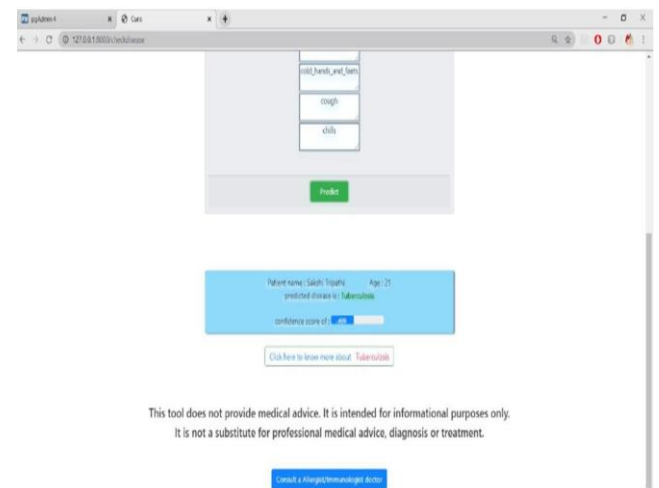 pgAdmin 4
Care
127.0.0.1:8000/checkdisease
cold_hands_and_feets
cough
chills
Predict
Patient name : Sakshi Tripathi Age : 21
predicted disease is : Tuberculosis
confidence score of :
Click here to know more about Tuberculosis
This tool does not provide medical advice. It is intended for informational purposes only.
It is not a substitute for professional medical advice, diagnosis or treatment.
Consult a Allergist/Immunologist doctor